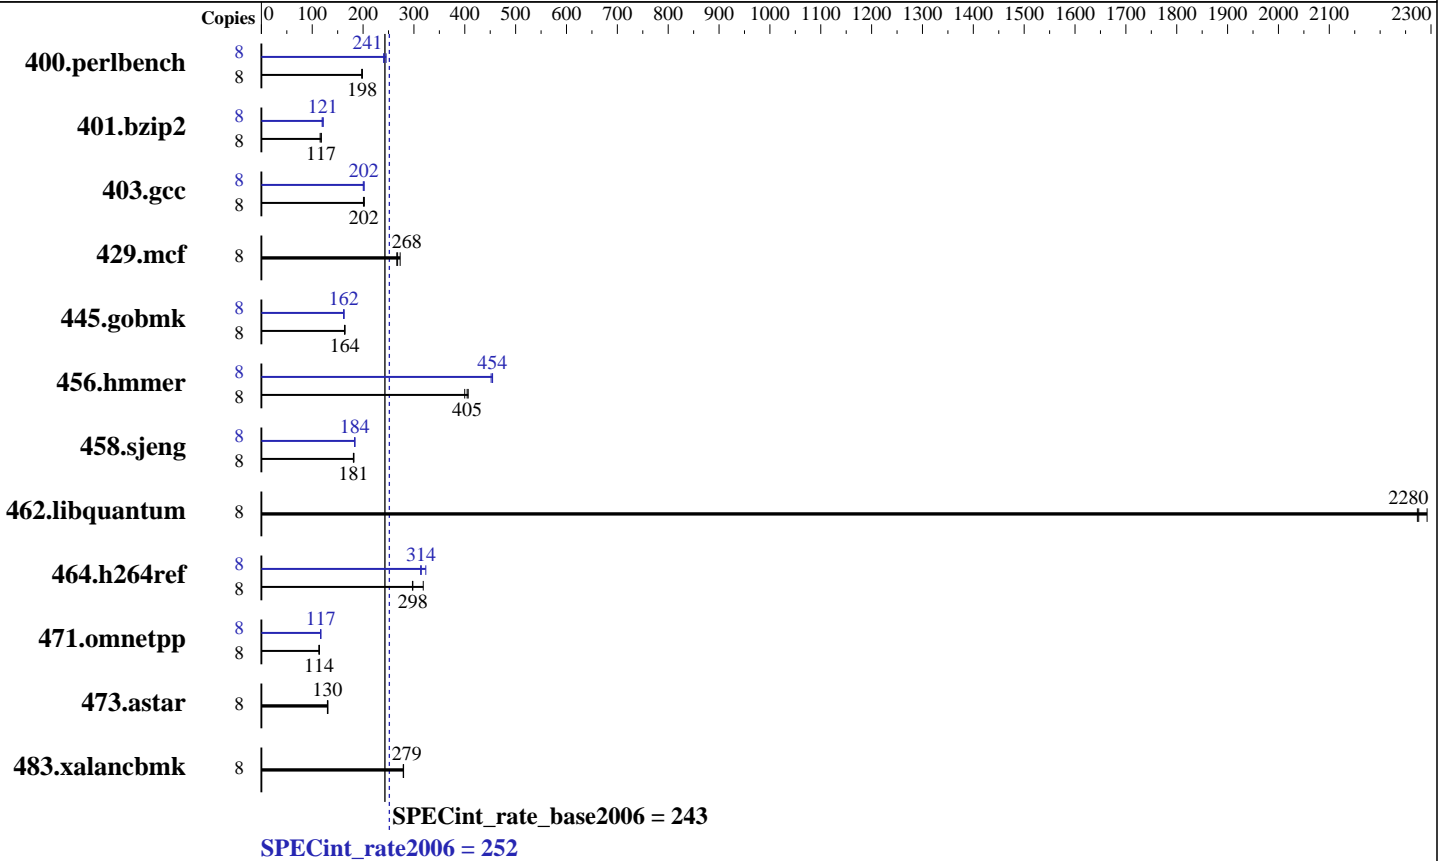 Copies 0 100 200 300 400 500 600 700 800 900 1000 1100 1200 1300 1400 1500 1600 1700 1800 1900 2000 2100 2300
400.perlbench 8 241
8 198
401.bzip2 8 121
8 117
403.gcc 8 202
8 202
429.mcf 8 268
445.gobmk 8 162
8 164
456.hmmer 8 454
8 405
458.sjeng 8 184
8 181
462.libquantum 8 2280
464.h264ref 8 314
8 298
471.omnetpp 8 117
8 114
473.astar 8 130
483.xalancbmk 8 279
SPECint_rate_base2006 = 243
SPECint_rate2006 = 252